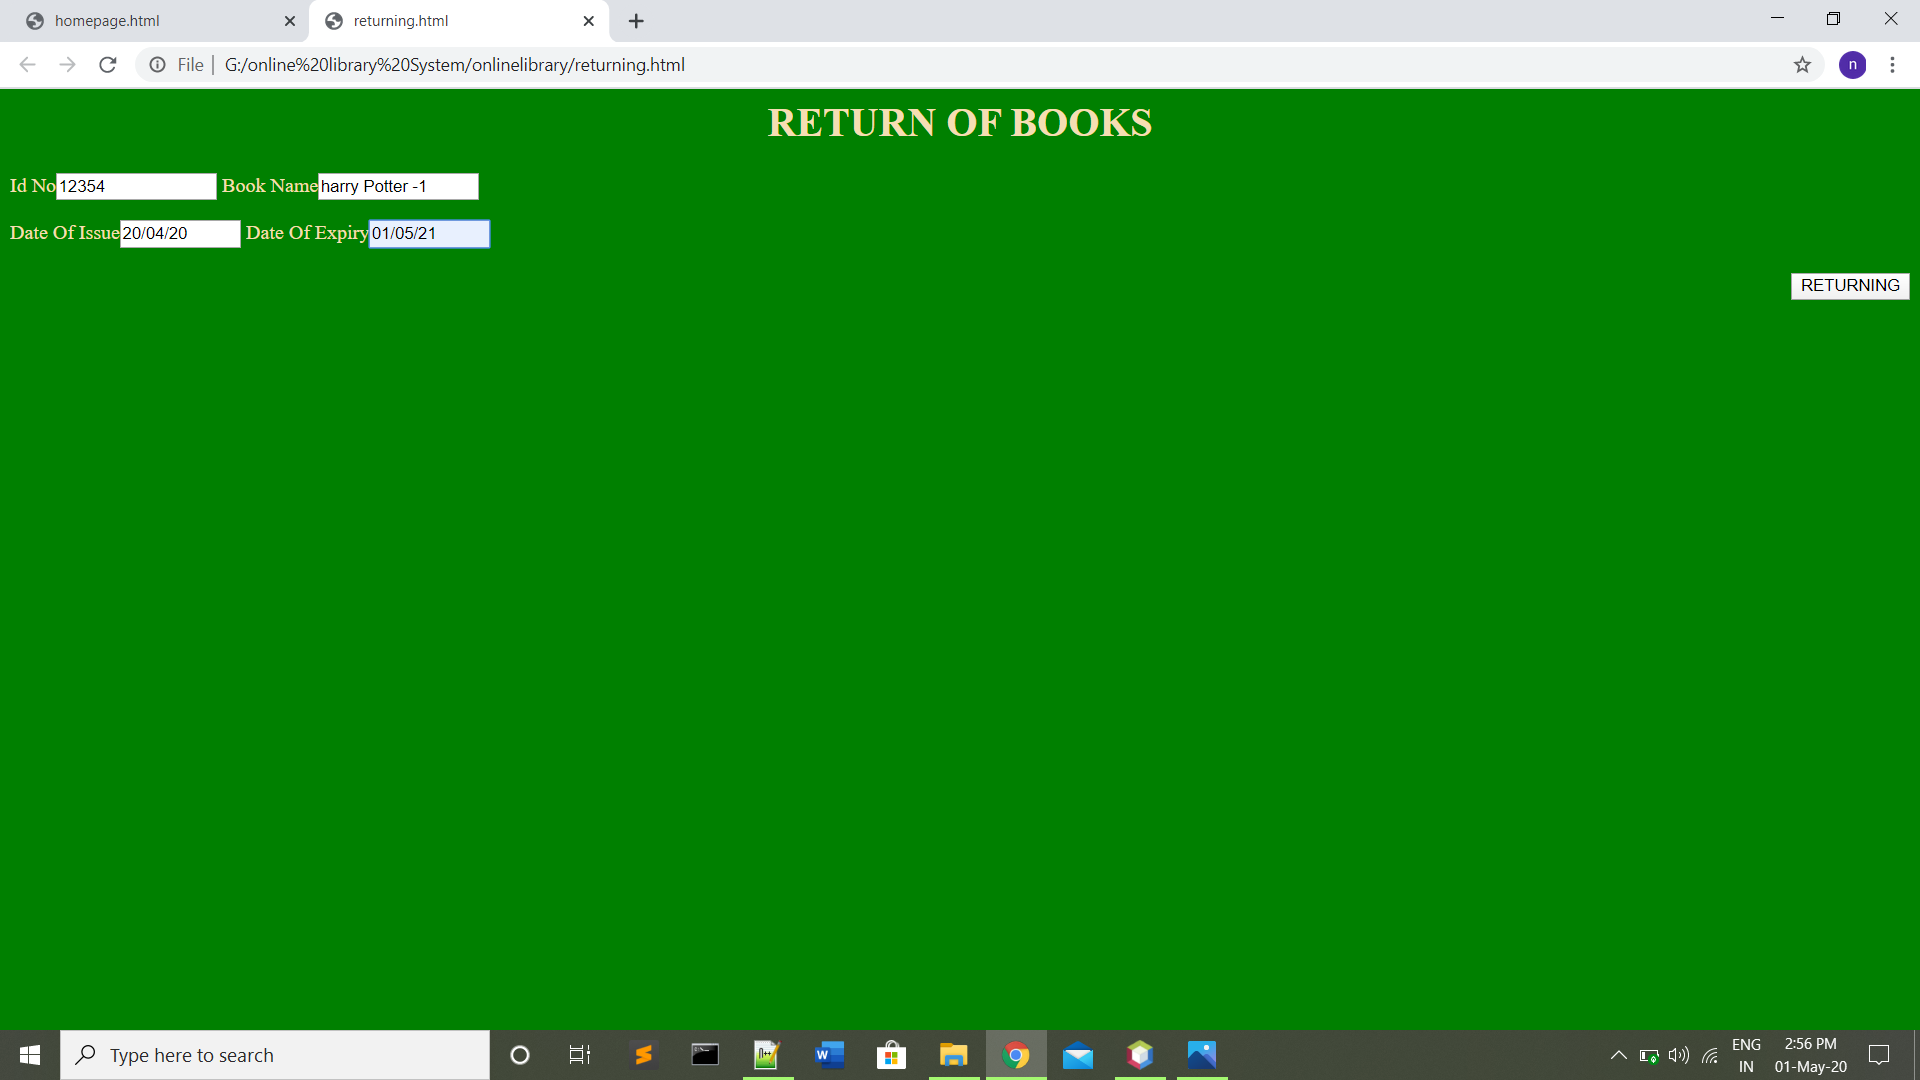 homepage.html
returning.html
File | G:/online%20library%20System/onlinelibrary/returning.html
n
RETURN OF BOOKS
Id No 12354 Book Name harry Potter -1
Date Of Issue 20/04/20 Date Of Expiry 01/05/21
RETURNING
Type here to search
ENG
IN
2:56 PM
01-May-20